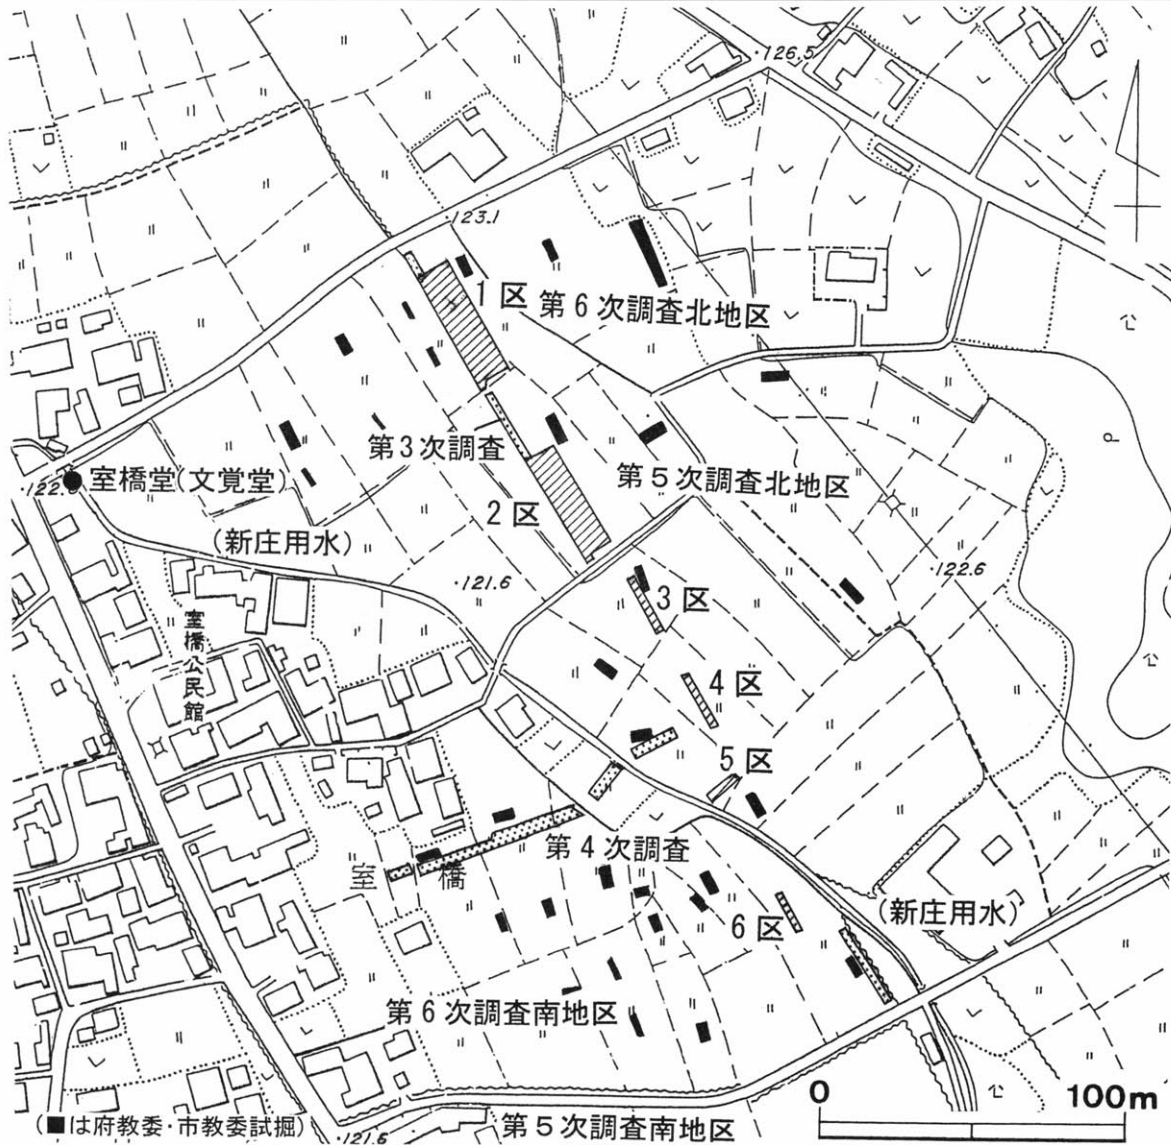 ·126.5
·123.1
1区
第6次調査北地区
第3次調査
第5次調査北地区
室橋堂(文覚堂)
2区
(新庄用水)
·121.6
·122.6
3区
室橋公民館
4区
5区
第4次調査
室橋
6区
(新庄用水)
第6次調査南地区
0 100m
(■は府教委·市教委試掘)
·121.6
第5次調査南地区